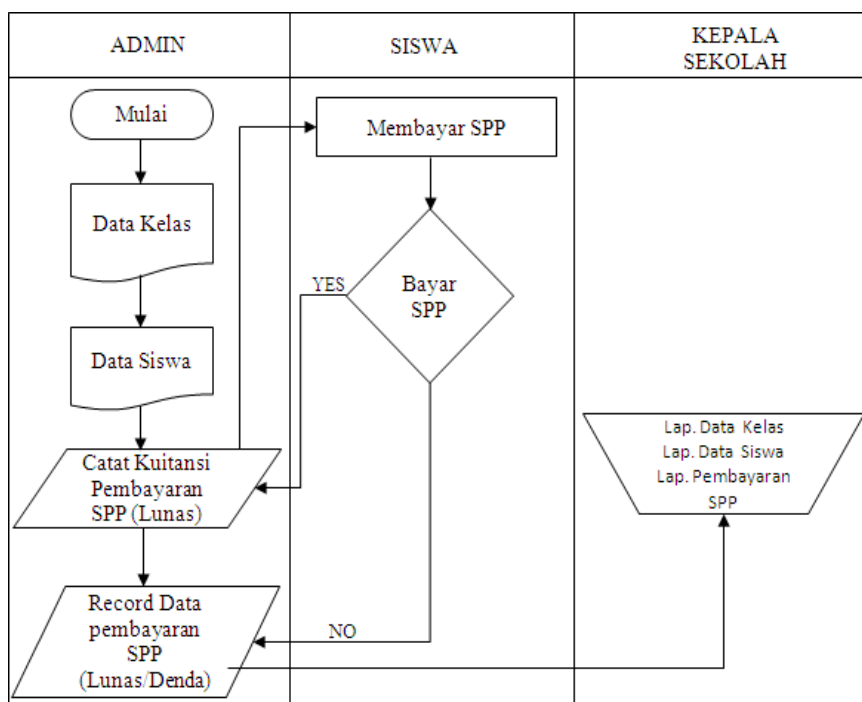 ADMIN
SISWA
KEPALA
SEKOLAH
Mulai
Membayar SPP
Data Kelas
YES
Bayar
SPP
Data Siswa
Catat Kuitansi
Pembayaran
SPP (Lunas)
Lap. Data Kelas
Lap. Data Siswa
Lap. Pembayaran
SPP
Record Data
pembayaran
SPP
(Lunas/Denda)
NO